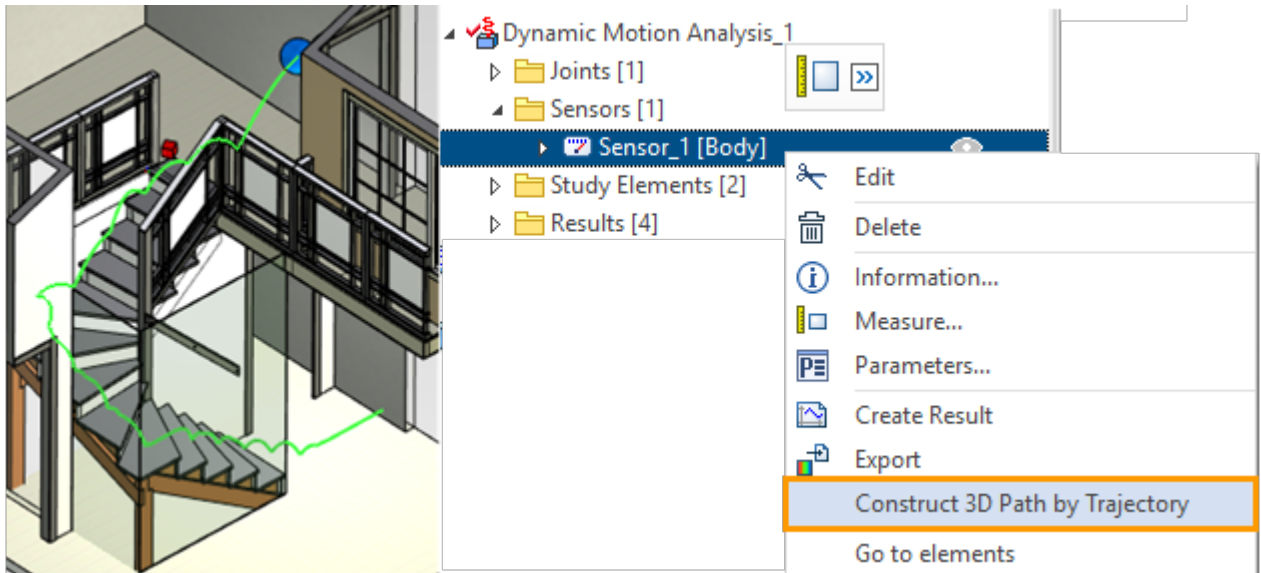 Dynamic Motion Analysis_1
Joints [1]
Sensors [1]
Sensor_1 [Body]
Study Elements [2]
Results [4]
Edit
Delete
Information...
Measure...
Parameters...
Create Result
Export
Construct 3D Path by Trajectory
Go to elements